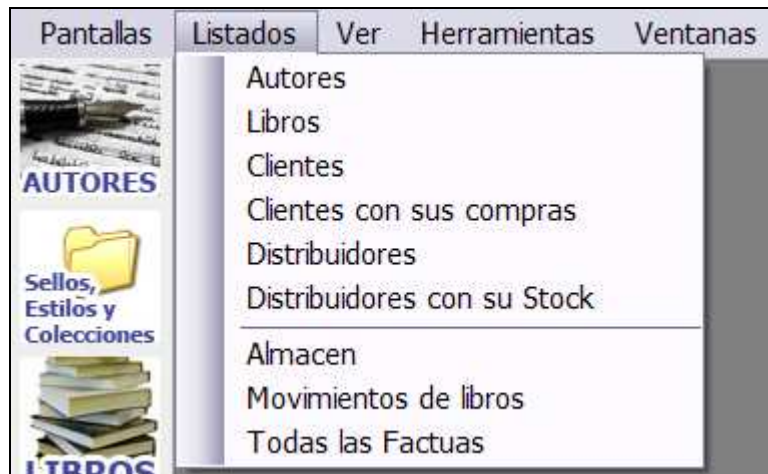 Pantallas Listados Ver Herramientas Ventanas
Autores
Libros
Clientes
Clientes con sus compras
Distribuidores
Distribuidores con su Stock
Almacen
Movimientos de libros
Todas las Factuas
AUTORES
Sellos,
Estilos y
Colecciones
LIBROS